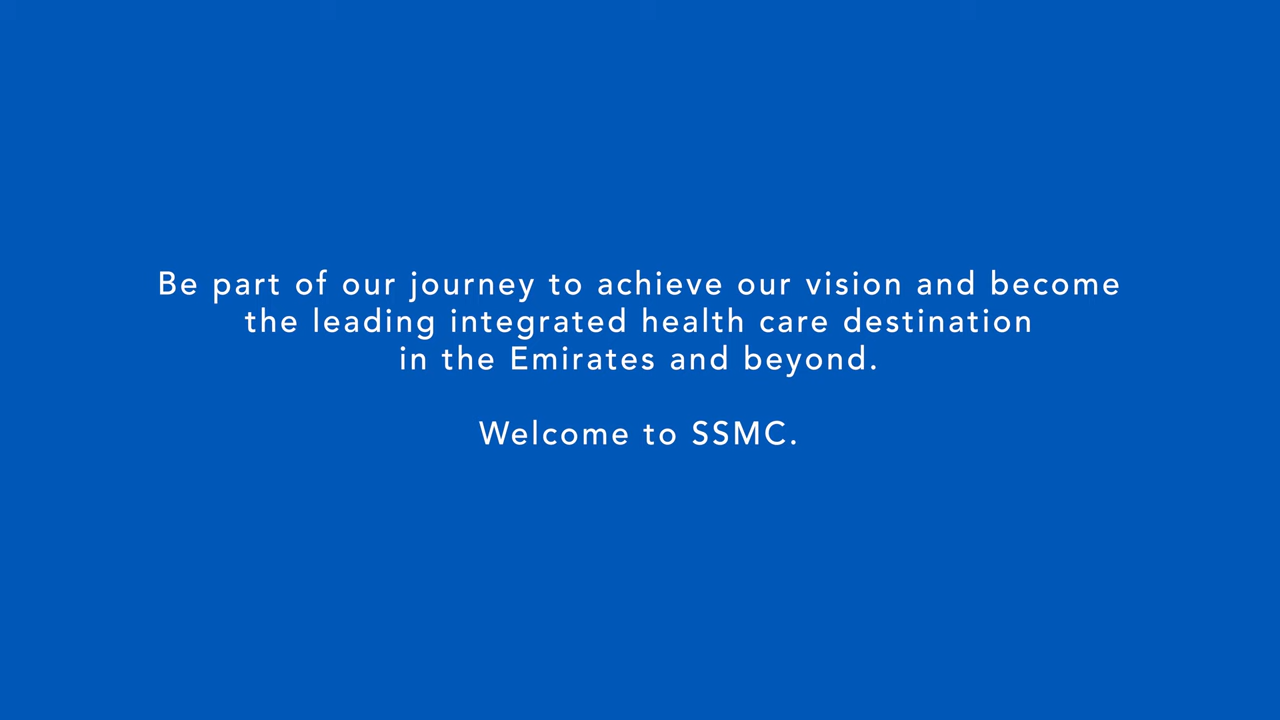 Be part of our journey to achieve our vision and become
the leading integrated health care destination
in the Emirates and beyond.
Welcome to SSMC.